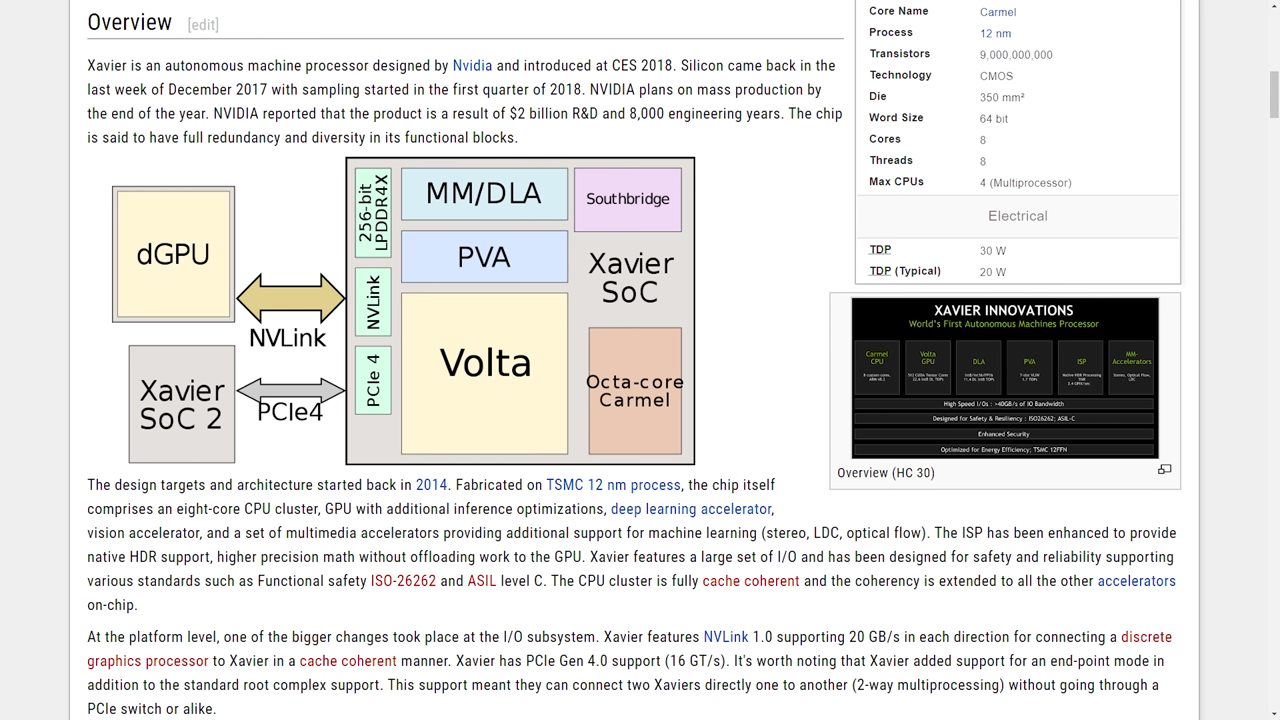 Overview [edit]
Xavier is an autonomous machine processor designed by Nvidia and introduced at CES 2018. Silicon came back in the
last week of December 2017 with sampling started in the first quarter of 2018. NVIDIA plans on mass production by
the end of the year. NVIDIA reported that the product is a result of $2 billion R&D and 8,000 engineering years. The chip
is said to have full redundancy and diversity in its functional blocks.
dGPU
NVLink
Xavier
SoC 2
PCIe4
256-bit
LPDDR4X
NVLink
PCIe 4
MM/DLA
PVA
Volta
Southbridge
Xavier
SoC
Octa-core
Carmel
The design targets and architecture started back in 2014. Fabricated on TSMC 12 nm process, the chip itself
comprises an eight-core CPU cluster, GPU with additional inference optimizations, deep learning accelerator,
vision accelerator, and a set of multimedia accelerators providing additional support for machine learning (stereo, LDC, optical flow). The ISP has been enhanced to provide
native HDR support, higher precision math without offloading work to the GPU. Xavier features a large set of I/O and has been designed for safety and reliability supporting
various standards such as Functional safety ISO-26262 and ASIL level C. The CPU cluster is fully cache coherent and the coherency is extended to all the other accelerators
on-chip.
At the platform level, one of the bigger changes took place at the I/O subsystem. Xavier features NVLink 1.0 supporting 20 GB/s in each direction for connecting a discrete
graphics processor to Xavier in a cache coherent manner. Xavier has PCIe Gen 4.0 support (16 GT/s). It's worth noting that Xavier added support for an end-point mode in
addition to the standard root complex support. This support meant they can connect two Xaviers directly one to another (2-way multiprocessing) without going through a
PCIe switch or alike.
Core Name Carmel
Process 12 nm
Transistors 9,000,000,000
Technology CMOS
Die 350 mm²
Word Size 64 bit
Cores 8
Threads 8
Max CPUs 4 (Multiprocessor)
Electrical
TDP 30 W
TDP (Typical) 20 W
XAVIER INNOVATIONS
World's First Autonomous Machines Processor
Carmel
CPU
Volta
GPU
DLA
PVA
ISP
MM-
Accelerators
High Speed I/Os : >40GB/s of IO Bandwidth
Designed for Safety & Resiliency : ISO26262; ASIL-C
Enhanced Security
Optimized for Energy Efficiency; TSMC 12FFN
Overview (HC 30)